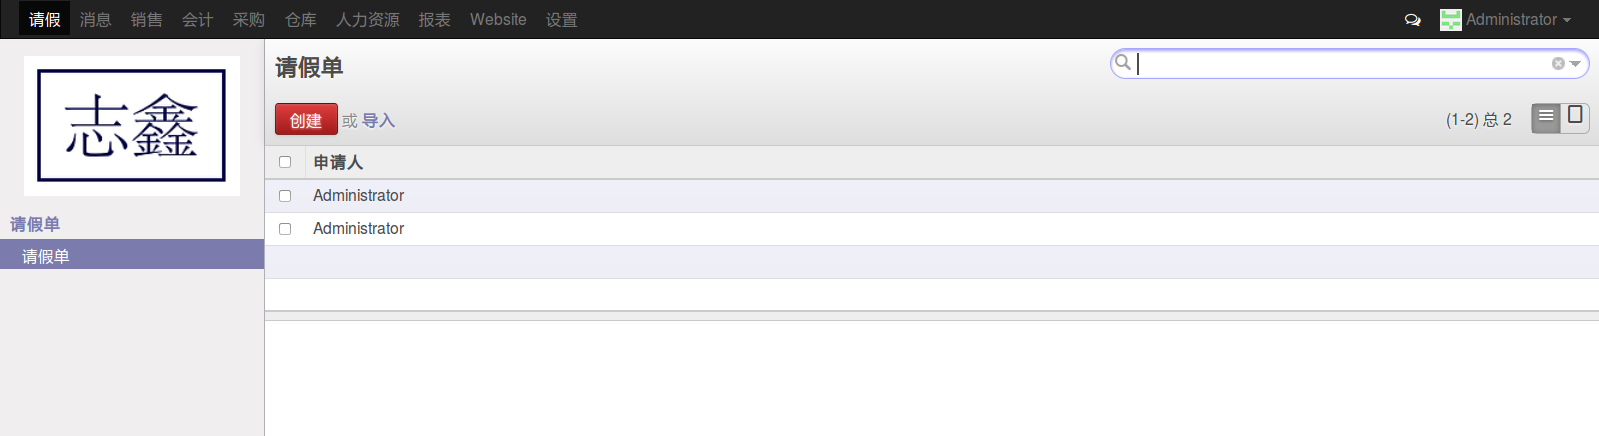 请假 消息 销售 会计 采购 仓库 人力资源 报表 Website 设置 Administrator
志鑫
请假单
请假单
请假单
创建 或 导入
(1-2) 总 2
申请人
Administrator
Administrator